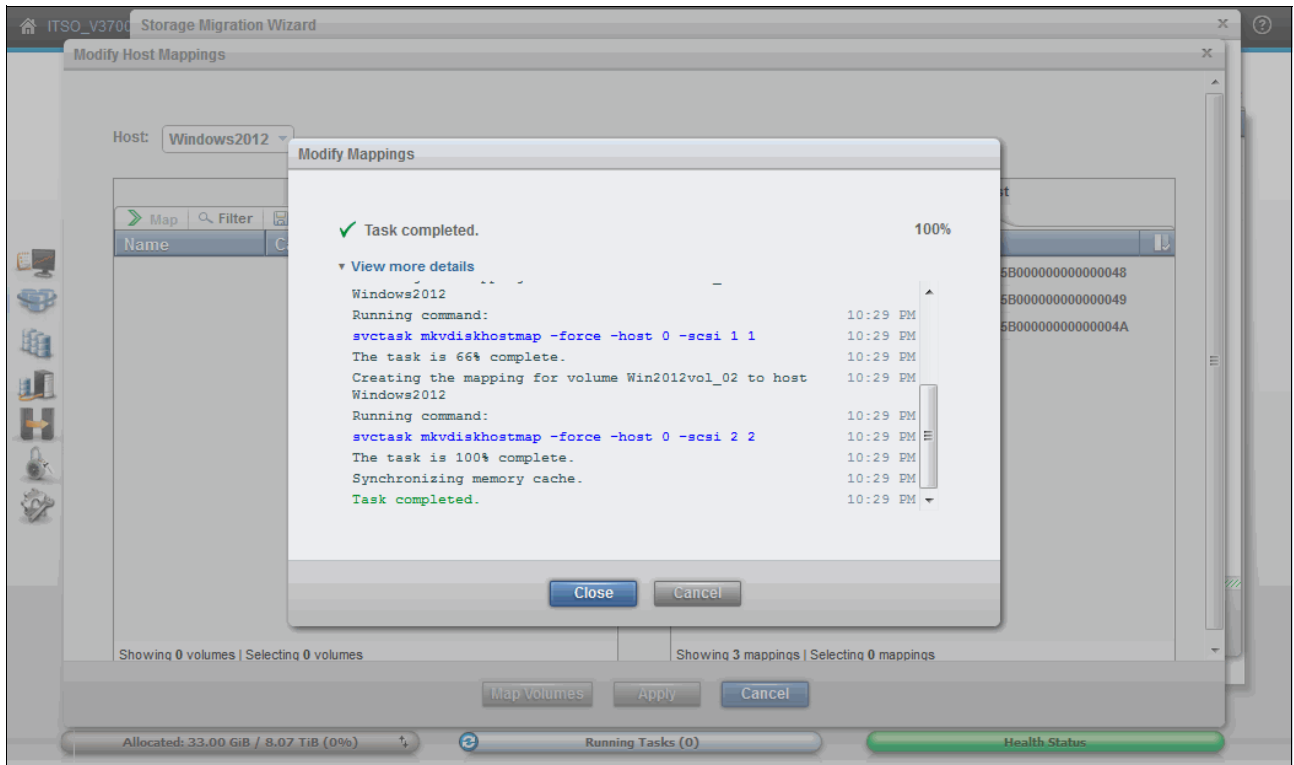 ITSO_V370
Storage Migration Wizard
Modify Host Mappings
Host:
Windows2012
Modify Mappings
Map
Filter
Name
Task completed.
100%
View more details
Windows2012
Running command: 10:29 PM
svctask mkvdiskhostmap -force -host 0 -scsi 1 1 10:29 PM
The task is 66% complete. 10:29 PM
Creating the mapping for volume Win2012vol_02 to host 10:29 PM
Windows2012
Running command: 10:29 PM
svctask mkvdiskhostmap -force -host 0 -scsi 2 2 10:29 PM
The task is 100% complete. 10:29 PM
Synchronizing memory cache. 10:29 PM
Task completed. 10:29 PM
5B000000000000048
5B000000000000049
5B00000000000004A
Close
Cancel
Showing 0 volumes | Selecting 0 volumes
Showing 3 mappings | Selecting 0 mappings
Map Volumes
Apply
Cancel
Allocated: 33.00 GiB / 8.07 TiB (0%)
Running Tasks (0)
Health Status